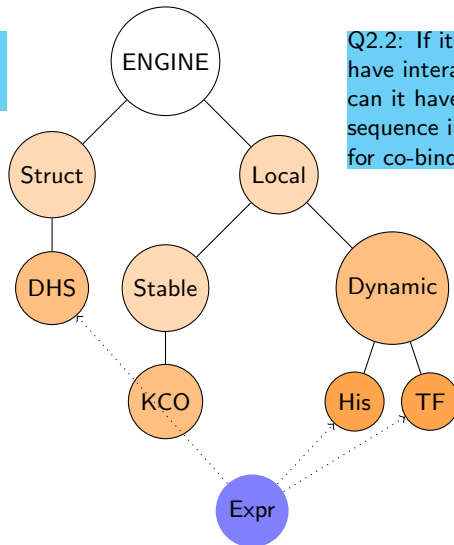 ENGINE
Q2.2: If it
have intera
can it have
sequence i
for co-bind
Struct
Local
DHS
Stable
Dynamic
KCO
His
TF
Expr